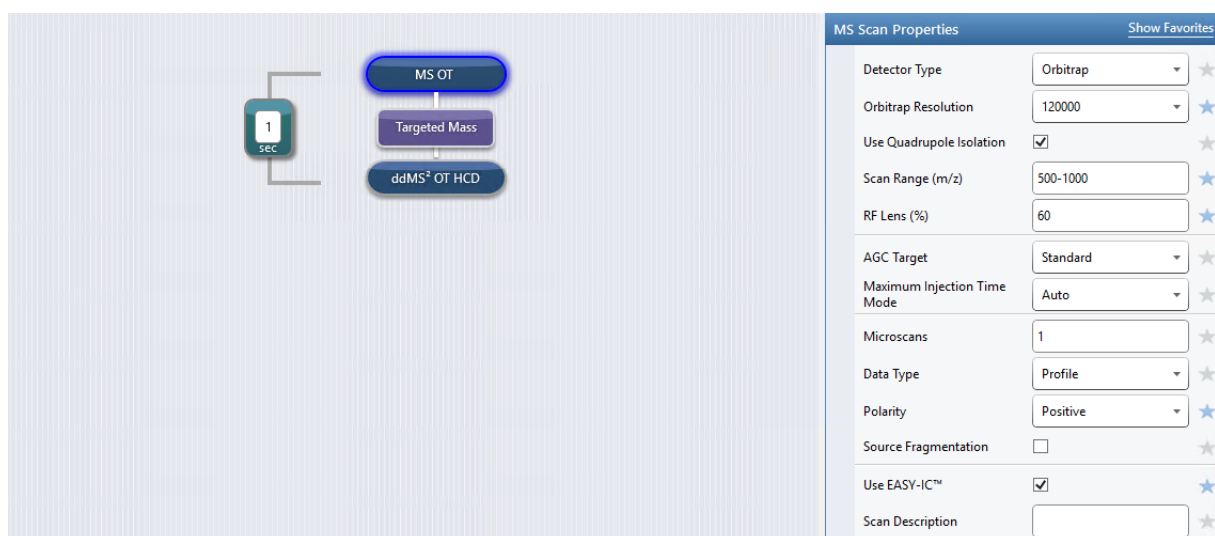 MS OT
1
sec
Targeted Mass
ddMS² OT HCD
MS Scan Properties Show Favorites
Detector Type Orbitrap
Orbitrap Resolution 120000
Use Quadrupole Isolation
Scan Range (m/z) 500-1000
RF Lens (%) 60
AGC Target Standard
Maximum Injection Time
Mode Auto
Microscans 1
Data Type Profile
Polarity Positive
Source Fragmentation
Use EASY-IC™
Scan Description